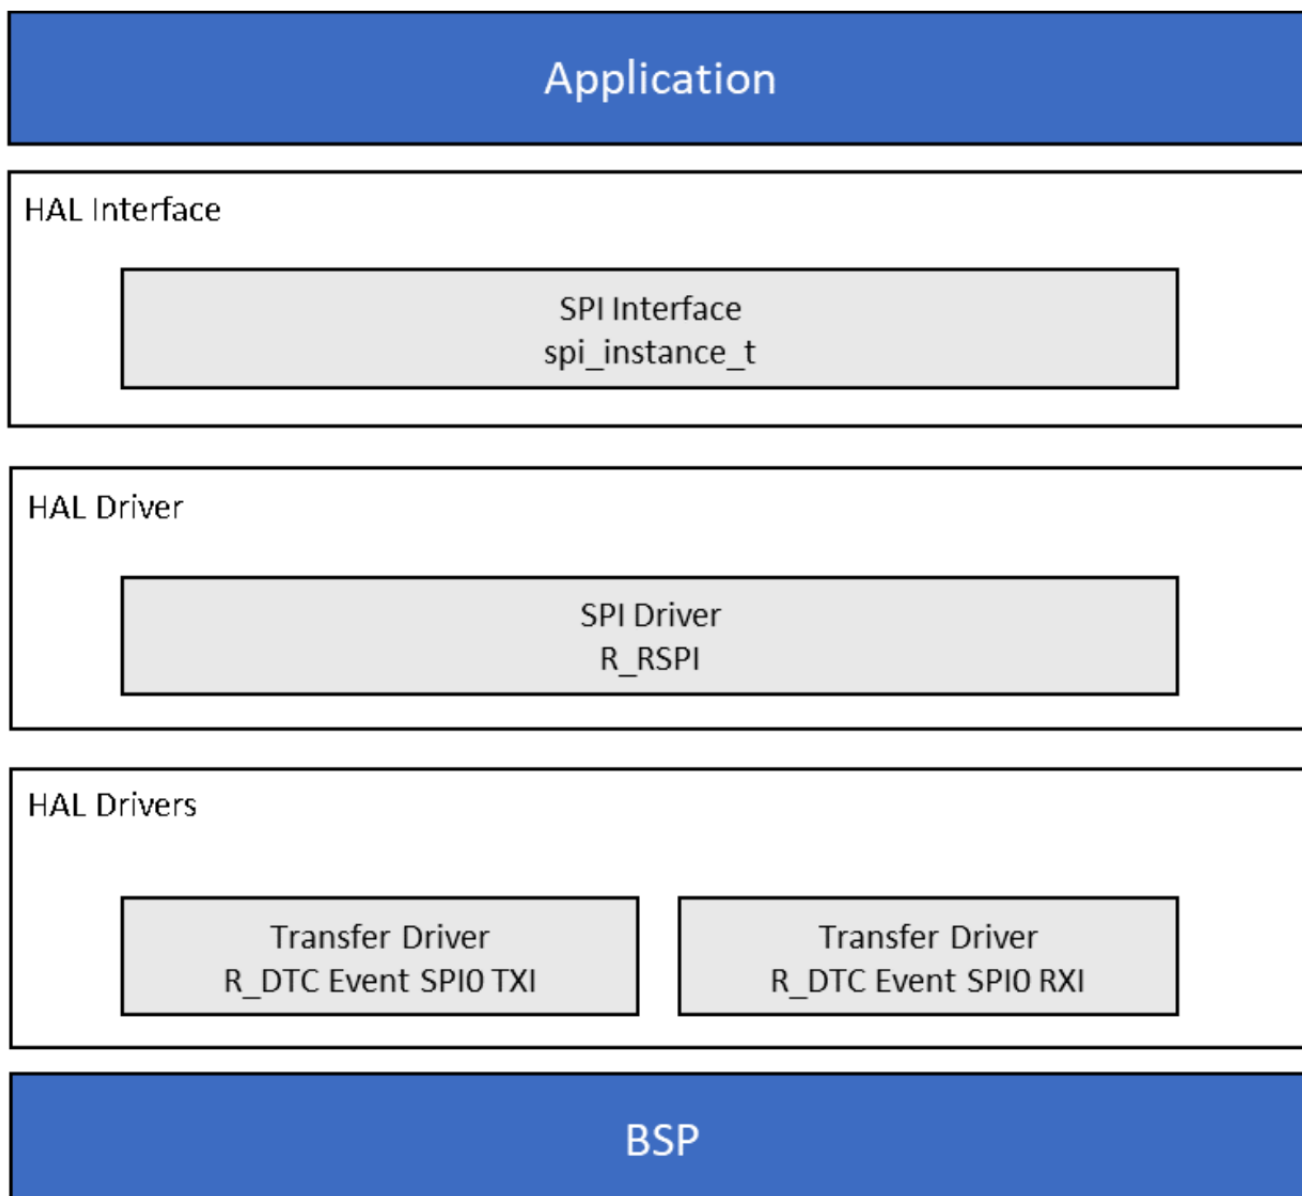 Application
HAL Interface
SPI Interface
spi_instance_t
HAL Driver
SPI Driver
R_RSPI
HAL Drivers
Transfer Driver
R_DTC Event SPI0 TXI
Transfer Driver
R_DTC Event SPI0 RXI
BSP